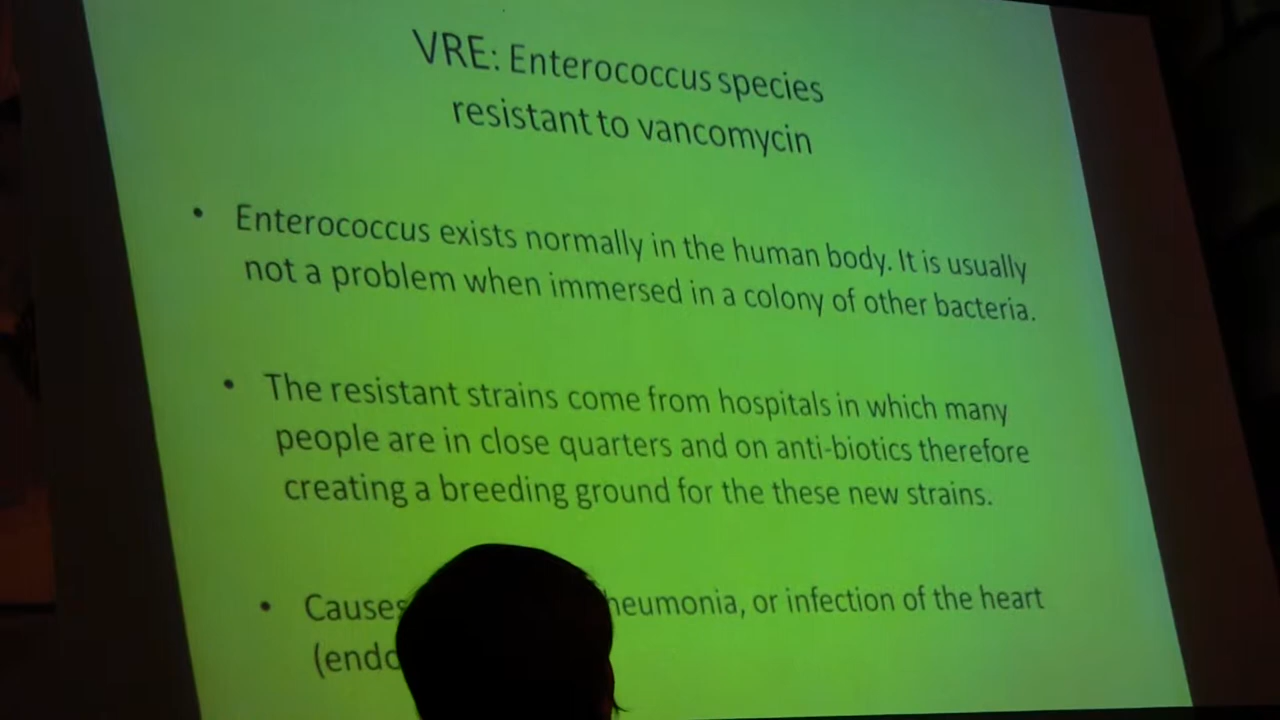 VRE: Enterococcus species
resistant to vancomycin
• Enterococcus exists normally in the human body. It is usually
not a problem when immersed in a colony of other bacteria.
• The resistant strains come from hospitals in which many
people are in close quarters and on anti-biotics therefore
creating a breeding ground for the these new strains.
• Causes or infection of the heart